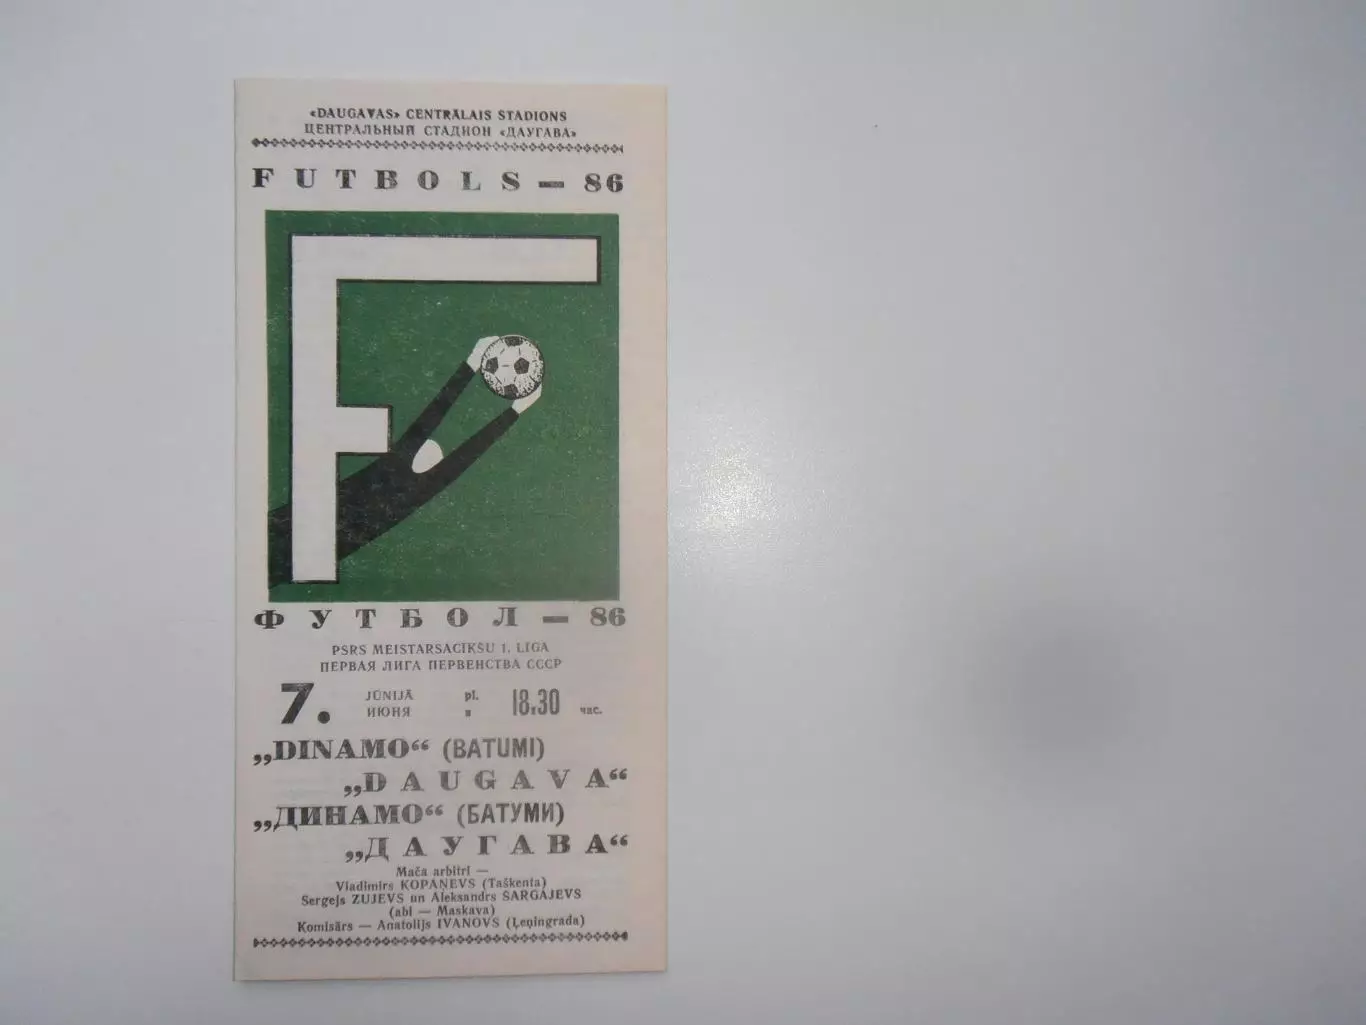 «DAUGAVAS» CENTRĀLAIS STADIONS
ЦЕНТРАЛЬНЫЙ СТАДИОН «ДАУГАВА»
FUTBOLS — 86
F
ФУТБОЛ — 86
PSRS MEISTARSACĪKŠU 1. LĪGA
ПЕРВАЯ ЛИГА ПЕРВЕНСТВА СССР
7. JŪNIJĀ pl. 18.30
ИЮНЯ в час.
„DINAMO“ (BATUMI)
„DAUGAVA“
„ДИНАМО“ (БАТУМИ)
„ДАУГАВА“
Mača arbitri —
Vladimirs KOPAŅEVS (Taškenta)
Sergejs ZUJEVS un Aleksandrs SARGAJEVS
(abi — Maskava)
Komisārs — Anatolijs IVANOVS (Ļeņingrada)